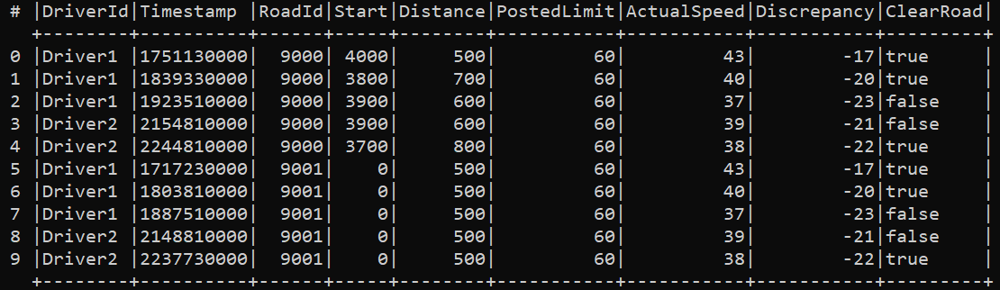 # |DriverId|Timestamp |RoadId|Start|Distance|PostedLimit|ActualSpeed|Discrepancy|ClearRoad|
  +--------+----------+------+-----+--------+-----------+-----------+-----------+---------+
0 |Driver1 |1751130000|  9000| 4000|     500|         60|         43|        -17|true     |
1 |Driver1 |1839330000|  9000| 3800|     700|         60|         40|        -20|true     |
2 |Driver1 |1923510000|  9000| 3900|     600|         60|         37|        -23|false    |
3 |Driver2 |2154810000|  9000| 3900|     600|         60|         39|        -21|false    |
4 |Driver2 |2244810000|  9000| 3700|     800|         60|         38|        -22|true     |
5 |Driver1 |1717230000|  9001|    0|     500|         60|         43|        -17|true     |
6 |Driver1 |1803810000|  9001|    0|     500|         60|         40|        -20|true     |
7 |Driver1 |1887510000|  9001|    0|     500|         60|         37|        -23|false    |
8 |Driver2 |2148810000|  9001|    0|     500|         60|         39|        -21|false    |
9 |Driver2 |2237730000|  9001|    0|     500|         60|         38|        -22|true     |
  +--------+----------+------+-----+--------+-----------+-----------+-----------+---------+